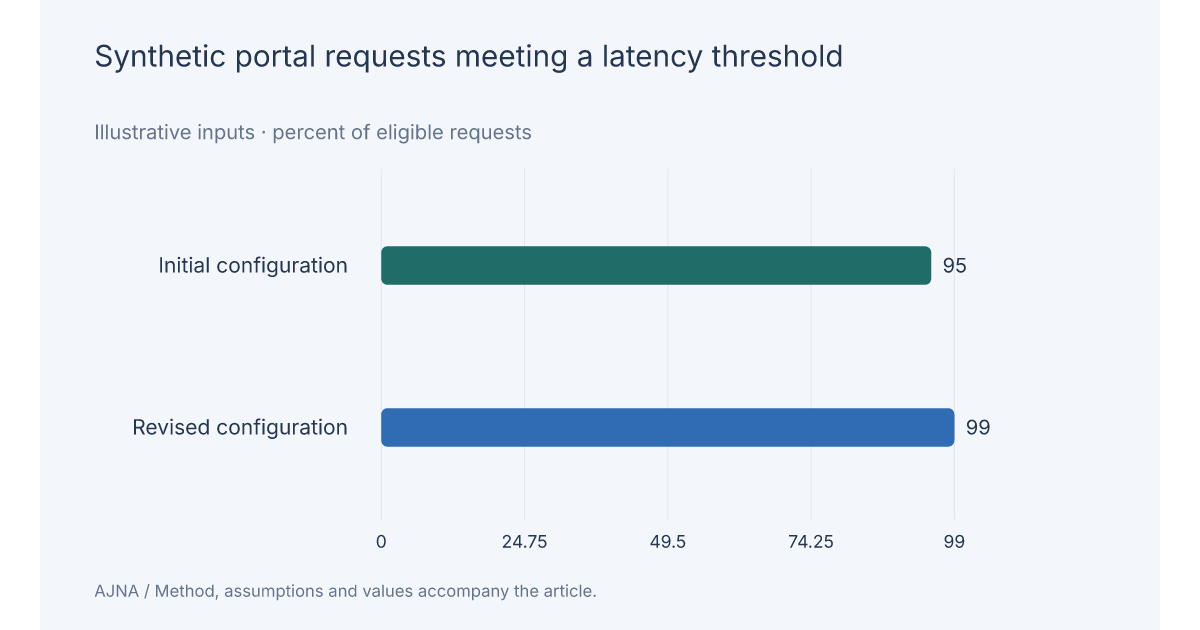 Synthetic portal requests meeting a latency threshold
Illustrative inputs · percent of eligible requests
Initial configuration
95
Revised configuration
99
0 24.75 49.5 74.25 99
AJNA / Method, assumptions and values accompany the article.